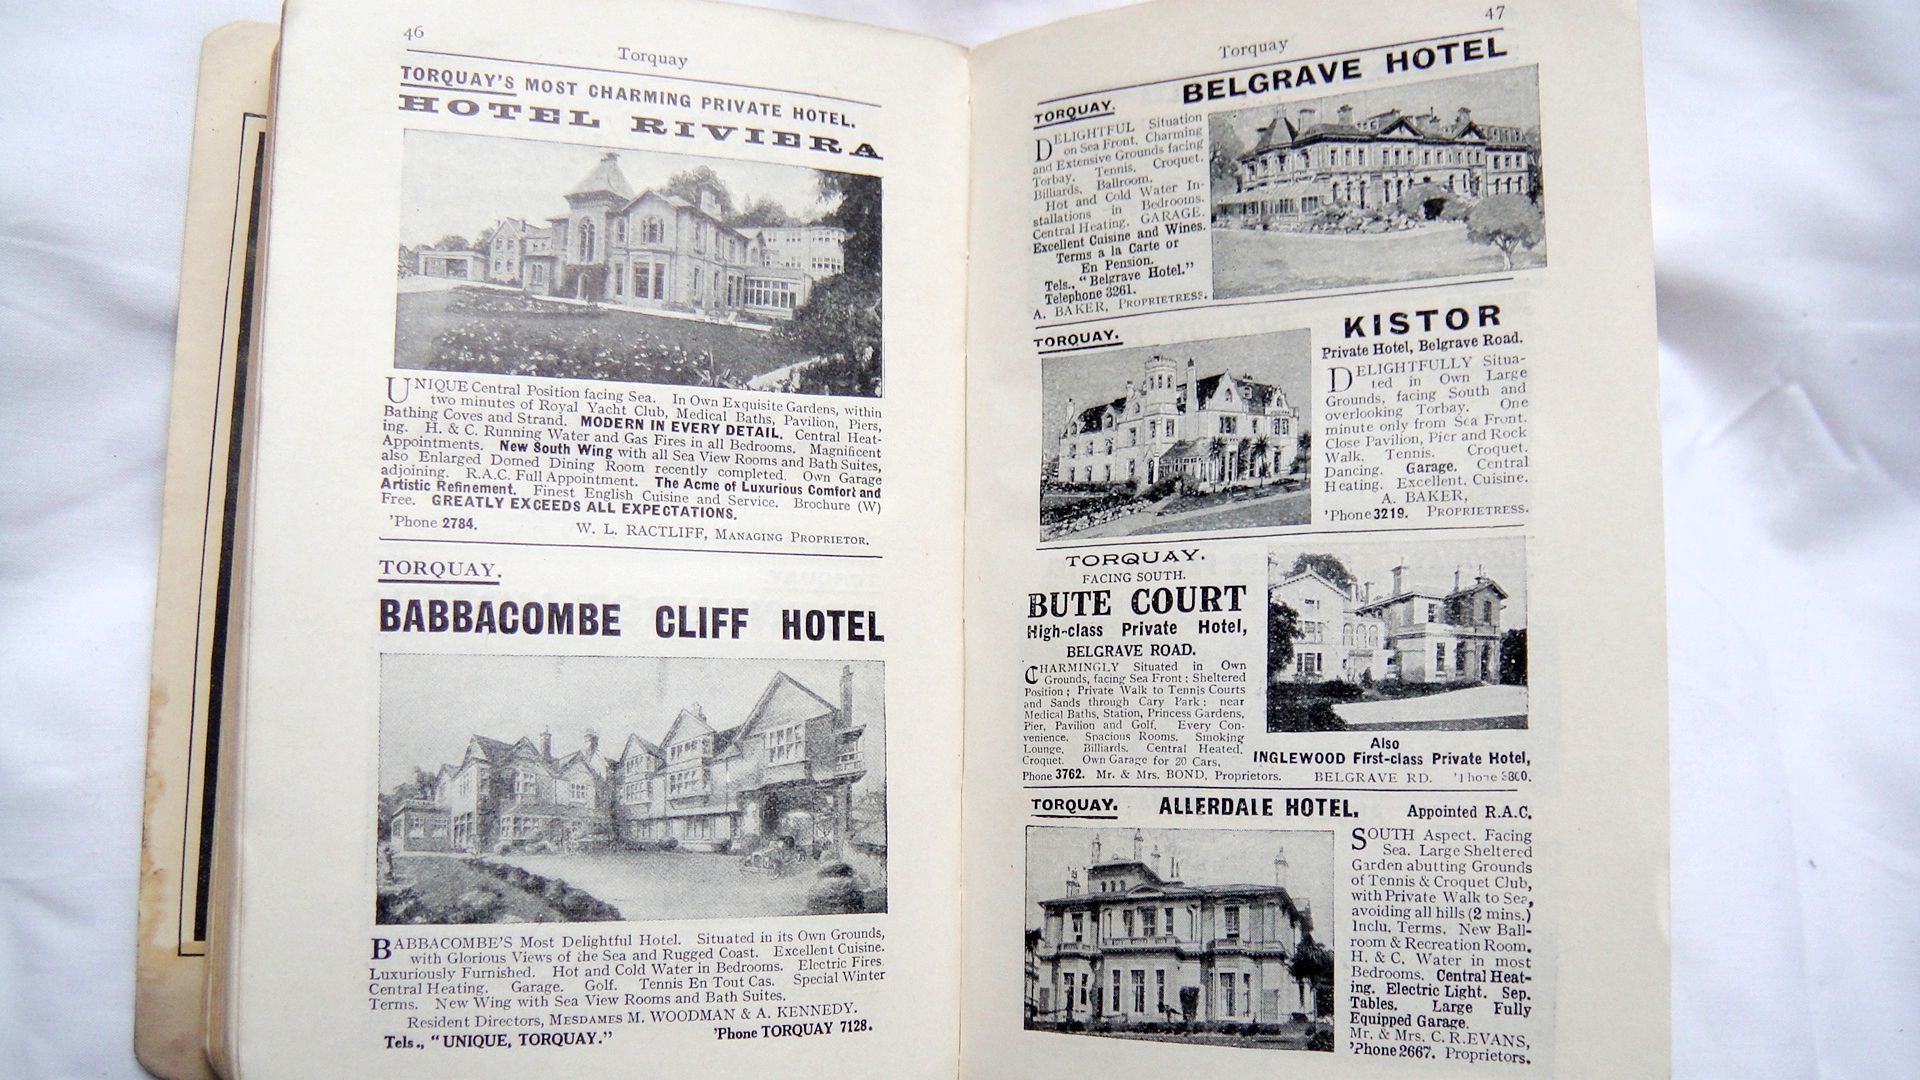 46
Torquay
TORQUAY'S MOST CHARMING PRIVATE HOTEL.
HOTEL RIVIERA
UNIQUE Central Position facing Sea. In Own Exquisite Gardens, within
two minutes of Royal Yacht Club, Medical Baths, Pavilion, Piers,
Bathing Coves and Strand. MODERN IN EVERY DETAIL. Central Heat-
ing. H. & C. Running Water and Gas Fires in all Bedrooms. Magnificent
Appointments. New South Wing with all Sea View Rooms and Bath Suites,
also Enlarged Domed Dining Room recently completed. Own Garage
adjoining. R.A.C. Full Appointment. The Acme of Luxurious Comfort and
Artistic Refinement. Finest English Cuisine and Service. Brochure (W)
Free. GREATLY EXCEEDS ALL EXPECTATIONS.
'Phone 2784. W. L. RACTLIFF, MANAGING PROPRIETOR.
TORQUAY.
BABBACOMBE CLIFF HOTEL
BABBACOMBE'S Most Delightful Hotel. Situated in its Own Grounds,
with Glorious Views of the Sea and Rugged Coast. Excellent Cuisine.
Luxuriously Furnished. Hot and Cold Water in Bedrooms. Electric Fires
Central Heating. Garage. Golf. Tennis En Tout Cas. Special Winter
Terms. New Wing with Sea View Rooms and Bath Suites.
Resident Directors, MESDAMES M. WOODMAN & A. KENNEDY.
Tels., "UNIQUE, TORQUAY." 'Phone TORQUAY 7128.
47
Torquay
TORQUAY. BELGRAVE HOTEL
DELIGHTFUL Situation
on Sea Front. Charming
and Extensive Grounds facing
Torbay. Tennis. Croquet.
Billiards. Ballroom.
Hot and Cold Water In-
stallations in Bedrooms.
Central Heating. GARAGE.
Excellent Cuisine and Wines.
Terms a la Carte or
En Pension.
Tels., "Belgrave Hotel."
Telephone 3261.
A. BAKER, PROPRIETRESS.
TORQUAY.
KISTOR
Private Hotel, Belgrave Road.
DELIGHTFULLY Situa-
ted in Own Large
Grounds, facing South and
overlooking Torbay. One
minute only from Sea Front.
Close Pavilion, Pier and Rock
Walk. Tennis. Croquet.
Dancing. Garage. Central
Heating. Excellent. Cuisine.
A. BAKER,
'Phone 3219. PROPRIETRESS.
TORQUAY.
FACING SOUTH.
BUTE COURT
High-class Private Hotel,
BELGRAVE ROAD.
CHARMINGLY Situated in Own
Grounds, facing Sea Front; Sheltered
Position; Private Walk to Tennis Courts
and Sands through Cary Park; near
Medical Baths, Station, Princess Gardens,
Pier, Pavilion and Golf. Every Con-
venience. Spacious Rooms. Smoking
Lounge. Billiards. Central Heated.
Croquet. Own Garage for 20 Cars.
Phone 3762. Mr. & Mrs. BOND, Proprietors.
Also
INGLEWOOD First-class Private Hotel,
BELGRAVE RD. 'Phone 3800.
TORQUAY. ALLERDALE HOTEL. Appointed R.A.C.
SOUTH Aspect. Facing
Sea. Large Sheltered
Garden abutting Grounds
of Tennis & Croquet Club,
with Private Walk to Sea,
avoiding all hills (2 mins.)
Inclu. Terms. New Ball-
room & Recreation Room.
H. & C. Water in most
Bedrooms. Central Heat-
ing. Electric Light. Sep.
Tables. Large Fully
Equipped Garage.
Mr. & Mrs. C. R. EVANS,
'Phone 2667. Proprietors.